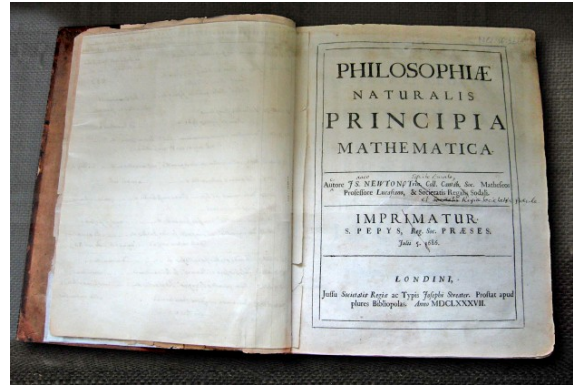 PHILOSOPHIÆ
NATURALIS
PRINCIPIA
MATHEMATICA.
Autore JS. NEWTON, Trin. Coll. Cantab. Soc. Matheseos
Professore Lucasiano, & Societatis Regalis Sodali.
IMPRIMATUR.
S. PEPYS, Reg. Soc. PRÆSES.
Julii 5. 1686.
LONDINI,
Jussu Societatis Regiæ ac Typis Josephi Streater. Prostat apud
plures Bibliopolas. Anno MDCLXXXVII.